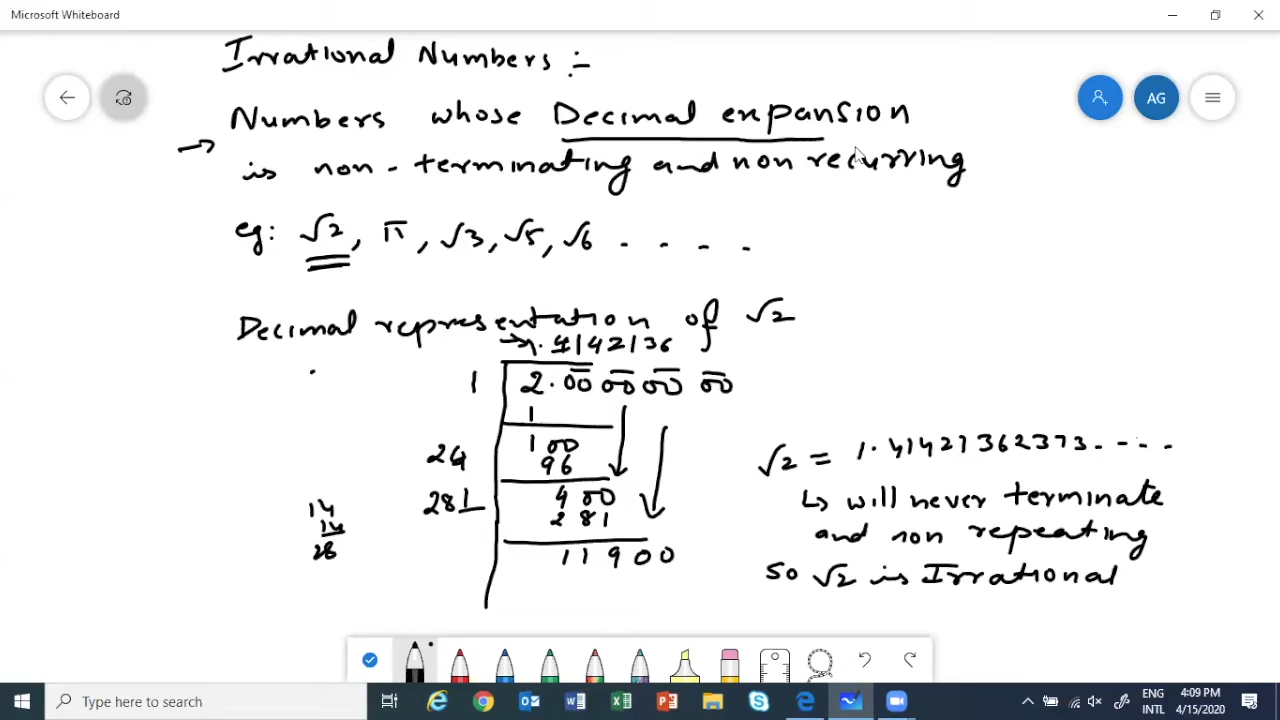 Microsoft Whiteboard
Irrational Numbers :-
AG
Numbers whose Decimal expansion
→ is non-terminating and non recurring
eg: √2, π, √3, √5, √6 . . . .
Decimal representation of √2
→ 1.4142136
1 2.00 00 00 00
1
100
24 96
281 400
281
11900
14
14
28
√2 = 1.41421362373.....
↳ will never terminate
and non repeating
so √2 is Irrational
Type here to search
ENG
INTL
4:09 PM
4/15/2020